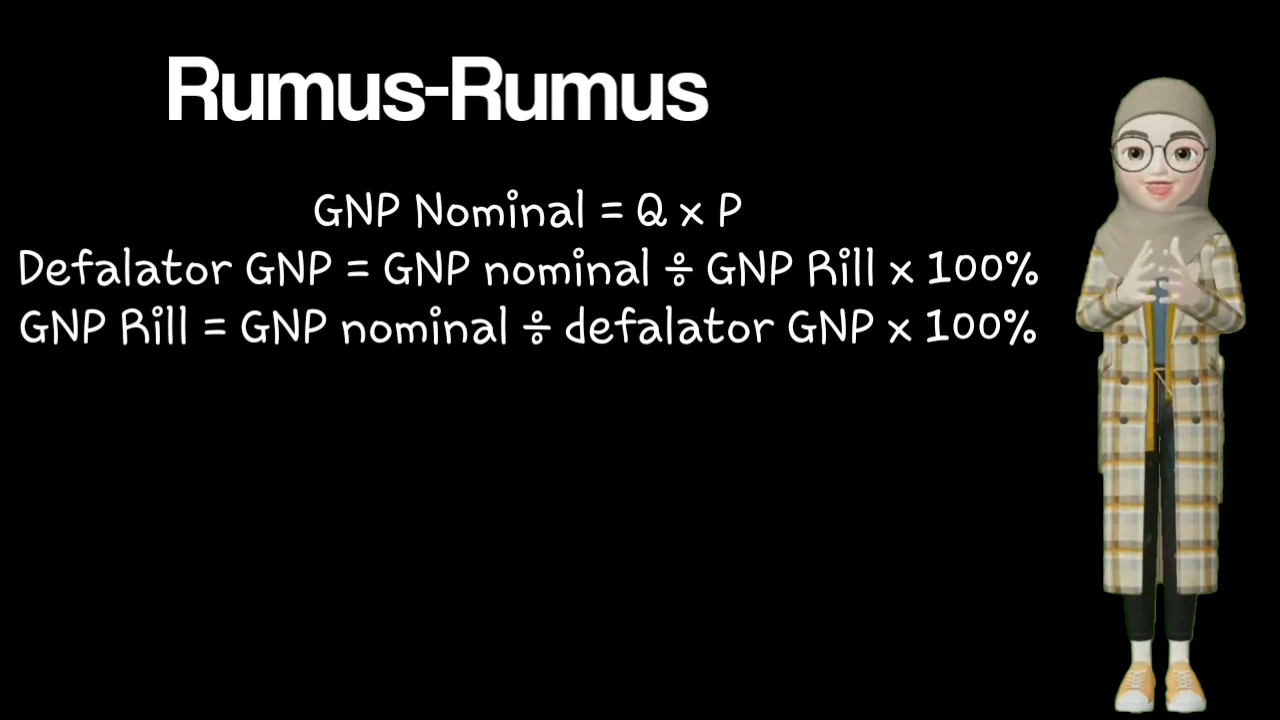 Rumus-Rumus
GNP Nominal = Q x P
Defalator GNP = GNP nominal ÷ GNP Rill x 100%
GNP Rill = GNP nominal ÷ defalator GNP x 100%